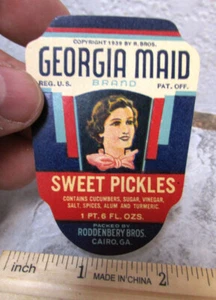 COPYRIGHT 1939 BY R. BROS.
GEORGIA MAID
REG. U.S. BRAND PAT. OFF.
SWEET PICKLES
CONTAINS CUCUMBERS, SUGAR, VINEGAR,
SALT, SPICES, ALUM AND TURMERIC.
1 PT. 6 FL. OZS.
PACKED BY
RODDENBERY BROS.
CAIRO, GA.
inch 1 MADE IN CHINA 2